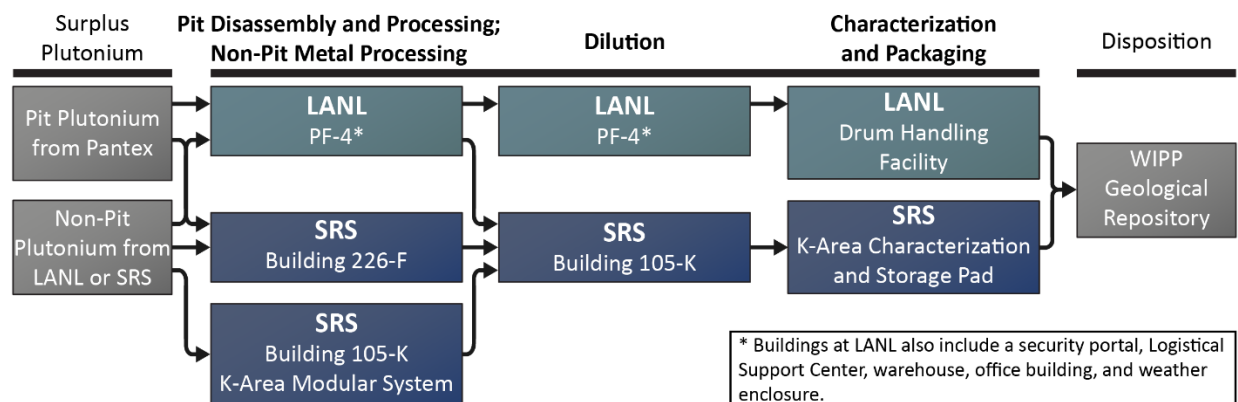 Surplus
Plutonium
Pit Disassembly and Processing;
Non-Pit Metal Processing
Dilution
Characterization
and Packaging
Disposition
Pit Plutonium
from Pantex
LANL
PF-4*
LANL
PF-4*
LANL
Drum Handling
Facility
WIPP
Geological
Repository
Non-Pit
Plutonium from
LANL or SRS
SRS
Building 226-F
SRS
Building 105-K
SRS
K-Area Characterization
and Storage Pad
SRS
Building 105-K
K-Area Modular System
* Buildings at LANL also include a security portal, Logistical
Support Center, warehouse, office building, and weather
enclosure.